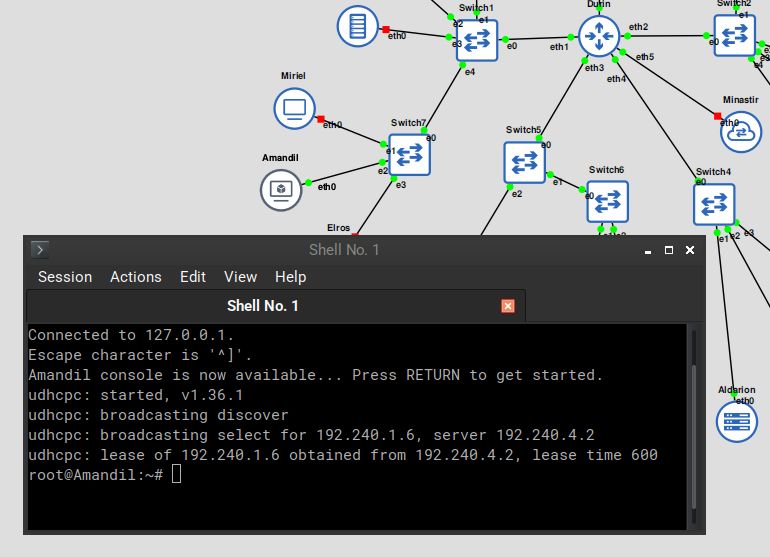 Switch1
Durin
Switch2
e2
e1
e1
eth2
eth0
e3
e0
eth1
e0
eth5
eth3
eth4
e4
e4
Miriel
Minastir
eth0
eth0
Switch7
Switch5
e0
e0
e1
Amandil
Switch6
Switch4
e2
e1
e0
e0
eth0
e3
e2
Elros
e1
e2
e3
Shell No. 1
Session Actions Edit View Help
Shell No. 1
Connected to 127.0.0.1.
Escape character is '^]'.
Amandil console is now available... Press RETURN to get started.
udhcpc: started, v1.36.1
udhcpc: broadcasting discover
udhcpc: broadcasting select for 192.240.1.6, server 192.240.4.2
udhcpc: lease of 192.240.1.6 obtained from 192.240.4.2, lease time 600
root@Amandil:~#
Aldarion
eth0